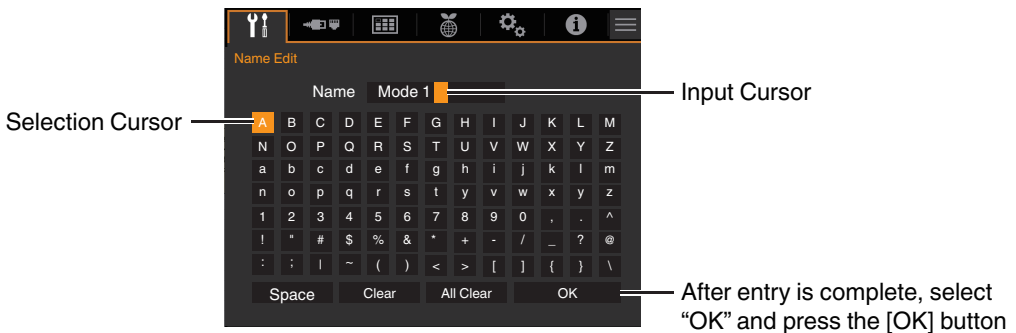 Name Edit
Name Mode 1
Input Cursor
Selection Cursor
A B C D E F G H I J K L M
N O P Q R S T U V W X Y Z
a b c d e f g h i j k l m
n o p q r s t y v w x y z
1 2 3 4 5 6 7 8 9 0 , . ^
! " # $ % & * + - / _ ? @
: ; | ~ ( ) < > [ ] { } \
Space Clear All Clear OK
After entry is complete, select
“OK” and press the [OK] button